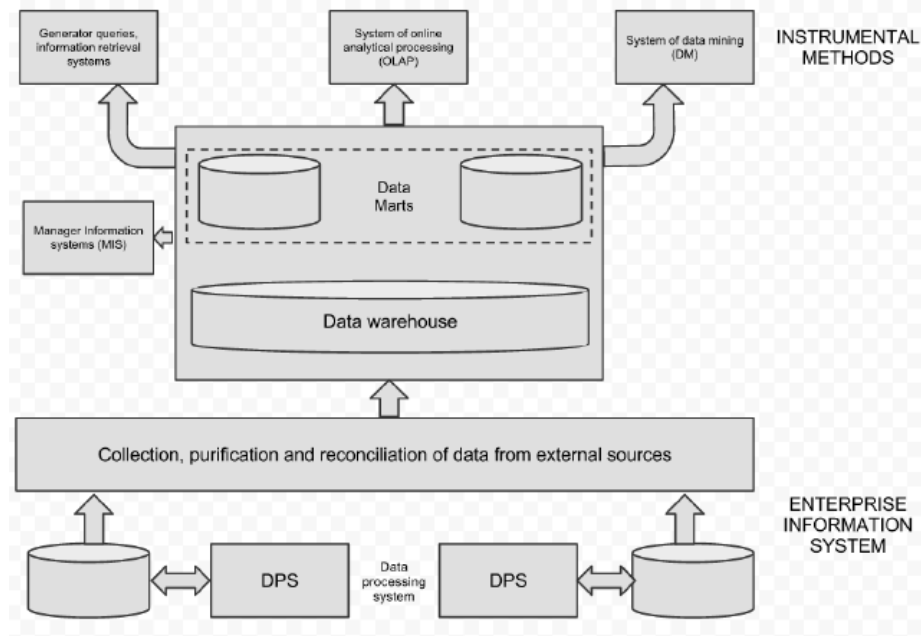 Generator queries,
information retrieval
systems
System of online
analytical processing
(OLAP)
System of data mining
(DM)
INSTRUMENTAL
METHODS
Data
Marts
Manager Information
systems (MIS)
Data warehouse
Collection, purification and reconciliation of data from external sources
ENTERPRISE
INFORMATION
SYSTEM
DPS
Data
processing
system
DPS